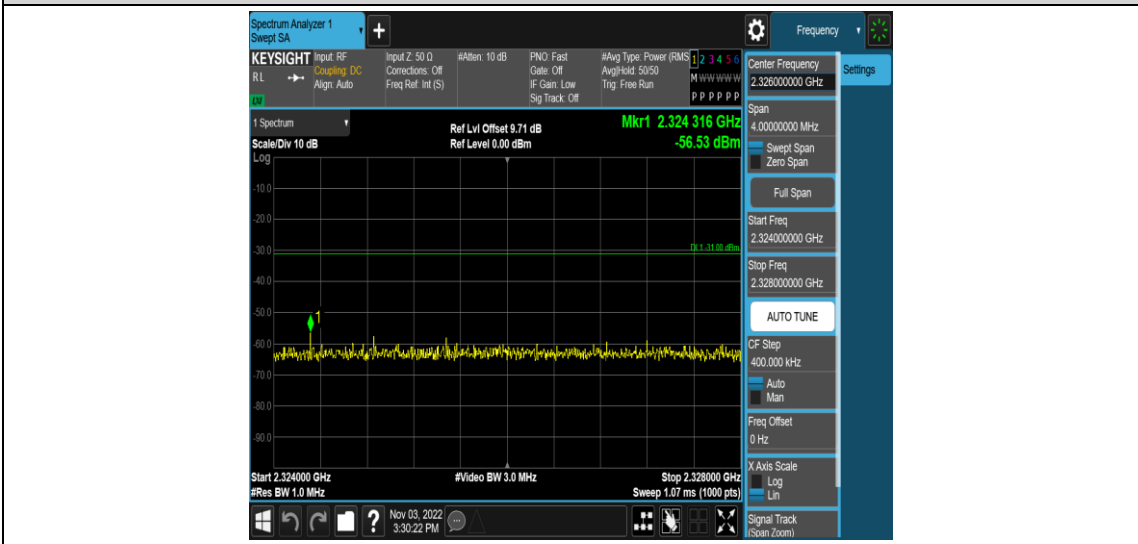 Spectrum Analyzer 1
Swept SA
+
Frequency
KEYSIGHT
Input: RF
Input Z: 50 Ω
#Atten: 10 dB
PNO: Fast
#Avg Type: Power (RMS
1 2 3 4 5 6
RL
Coupling: DC
Corrections: Off
Gate: Off
Avg|Hold: 50/50
M W W W W W
Align: Auto
Freq Ref: Int (S)
IF Gain: Low
Trig: Free Run
Sig Track: Off
P P P P P P
LXI
1 Spectrum
Ref Lvl Offset 9.71 dB
Mkr1 2.324 316 GHz
Scale/Div 10 dB
Ref Level 0.00 dBm
-56.53 dBm
Log
-10.0
-20.0
-30.0
DL1 -31.00 dBm
-40.0
-50.0
1
-60.0
-70.0
-80.0
-90.0
Start 2.324000 GHz
#Video BW 3.0 MHz
Stop 2.328000 GHz
#Res BW 1.0 MHz
Sweep 1.07 ms (1000 pts)
Center Frequency
2.326000000 GHz
Settings
Span
4.00000000 MHz
Swept Span
Zero Span
Full Span
Start Freq
2.324000000 GHz
Stop Freq
2.328000000 GHz
AUTO TUNE
CF Step
400.000 kHz
Auto
Man
Freq Offset
0 Hz
X Axis Scale
Log
Lin
Signal Track
(Span Zoom)
?
Nov 03, 2022
3:30:22 PM